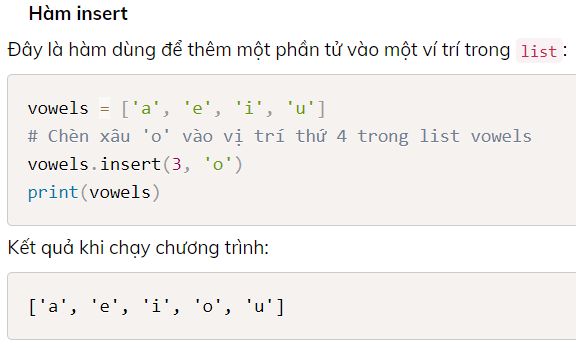 Hàm insert
Đây là hàm dùng để thêm một phần tử vào một ví trí trong list:
vowels = ['a', 'e', 'i', 'u']
# Chèn xâu 'o' vào vị trí thứ 4 trong list vowels
vowels.insert(3, 'o')
print(vowels)
Kết quả khi chạy chương trình:
['a', 'e', 'i', 'o', 'u']